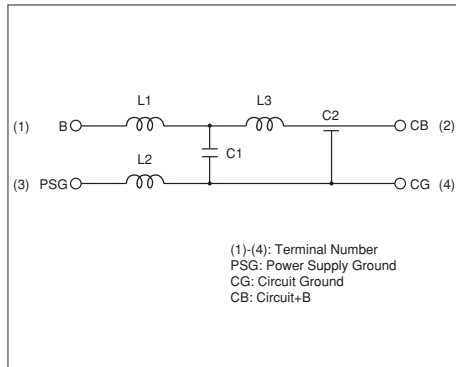 L1
L3
C2
(1)
B
CB
(2)
C1
L2
(3)
PSG
CG
(4)
(1)-(4): Terminal Number
PSG: Power Supply Ground
CG: Circuit Ground
CB: Circuit+B